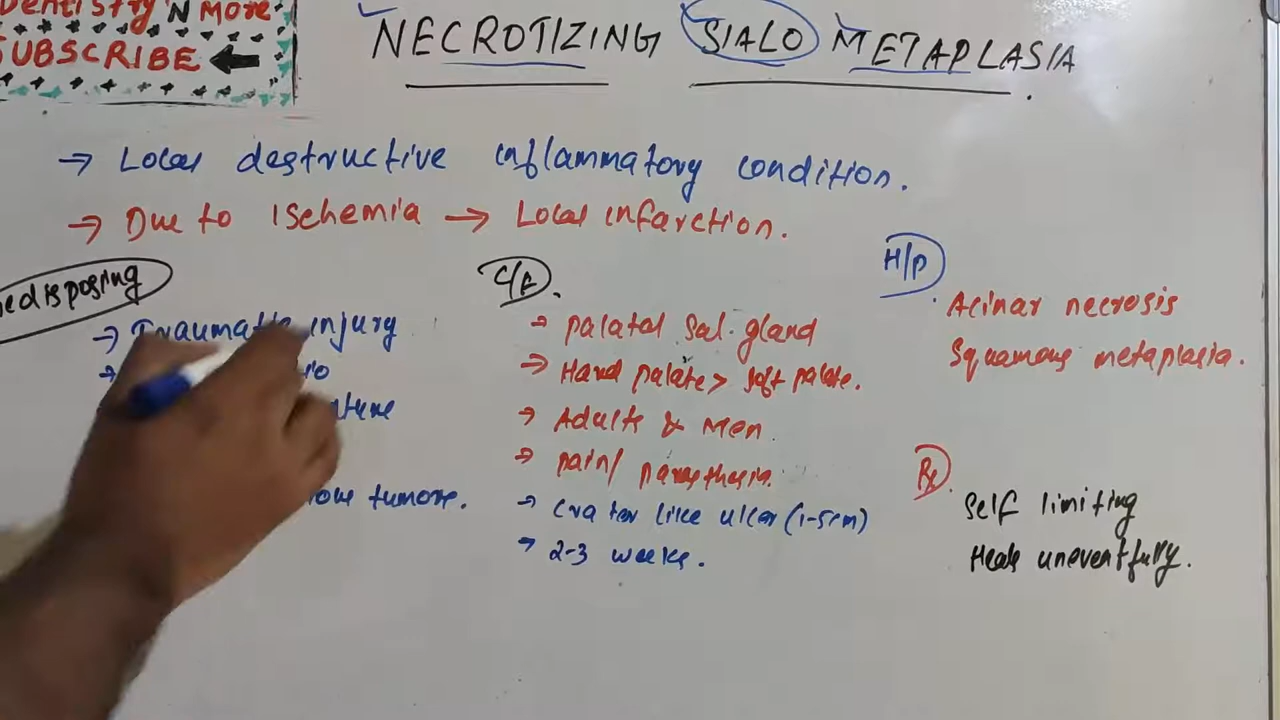 Dentistry 'N' More
SUBSCRIBE
NECROTIZING SIALO METAPLASIA
→ Local destructive inflammatory condition.
→ Due to Ischemia → Local infarction.
→ Traumatic injury
tumors.
C/F.
→ Palatal Sal. gland
→ Hard palate > soft palate.
→ Adults & Men.
→ pain/ paresthesia.
→ Crater like ulcer (1-5cm)
→ 2-3 weeks.
H/P.
Acinar necrosis
Squamous metaplasia.
Rx.
Self limiting
Heals uneventfully.